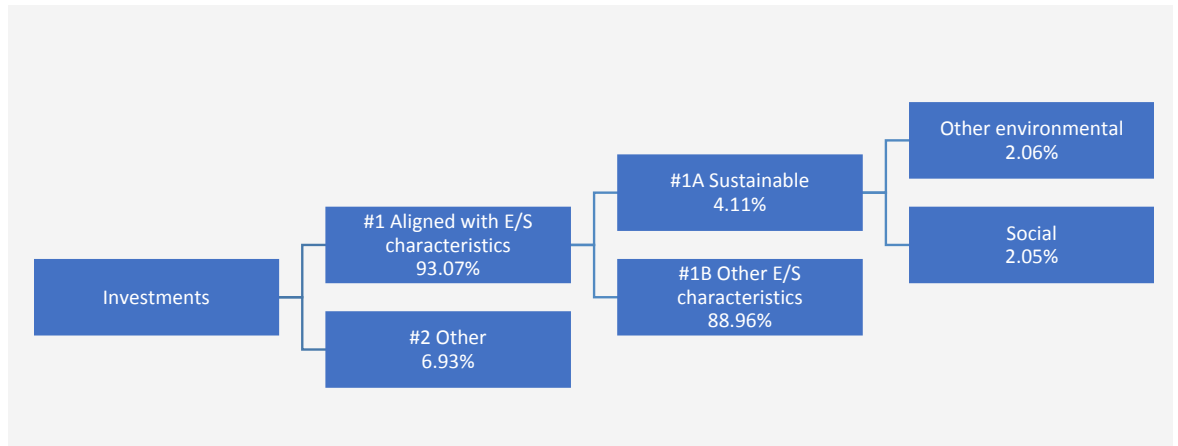 Investments
#1 Aligned with E/S
characteristics
93.07%
#2 Other
6.93%
#1A Sustainable
4.11%
#1B Other E/S
characteristics
88.96%
Other environmental
2.06%
Social
2.05%